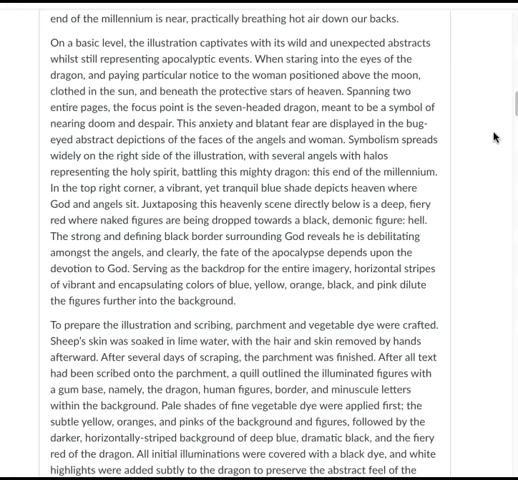 end of the millennium is near, practically breathing hot air down our backs.
On a basic level, the illustration captivates with its wild and unexpected abstracts
whilst still representing apocalyptic events. When staring into the eyes of the
dragon, and paying particular notice to the woman positioned above the moon,
clothed in the sun, and beneath the protective stars of heaven. Spanning two
entire pages, the focus point is the seven-headed dragon, meant to be a symbol of
nearing doom and despair. This anxiety and blatant fear are displayed in the bug-
eyed abstract depictions of the faces of the angels and woman. Symbolism spreads
widely on the right side of the illustration, with several angels with halos
representing the holy spirit, battling this mighty dragon: this end of the millennium.
In the top right corner, a vibrant, yet tranquil blue shade depicts heaven where
God and angels sit. Juxtaposing this heavenly scene directly below is a deep, fiery
red where naked figures are being dropped towards a black, demonic figure: hell.
The strong and defining black border surrounding God reveals he is debilitating
amongst the angels, and clearly, the fate of the apocalypse depends upon the
devotion to God. Serving as the backdrop for the entire imagery, horizontal stripes
of vibrant and encapsulating colors of blue, yellow, orange, black, and pink dilute
the figures further into the background.
To prepare the illustration and scribing, parchment and vegetable dye were crafted.
Sheep's skin was soaked in lime water, with the hair and skin removed by hands
afterward. After several days of scraping, the parchment was finished. After all text
had been scribed onto the parchment, a quill outlined the illuminated figures with
a gum base, namely, the dragon, human figures, border, and minuscule letters
within the background. Pale shades of fine vegetable dye were applied first; the
subtle yellow, oranges, and pinks of the background and figures, followed by the
darker, horizontally-striped background of deep blue, dramatic black, and the fiery
red of the dragon. All initial illuminations were covered with a black dye, and white
highlights were added subtly to the dragon to preserve the abstract feel of the